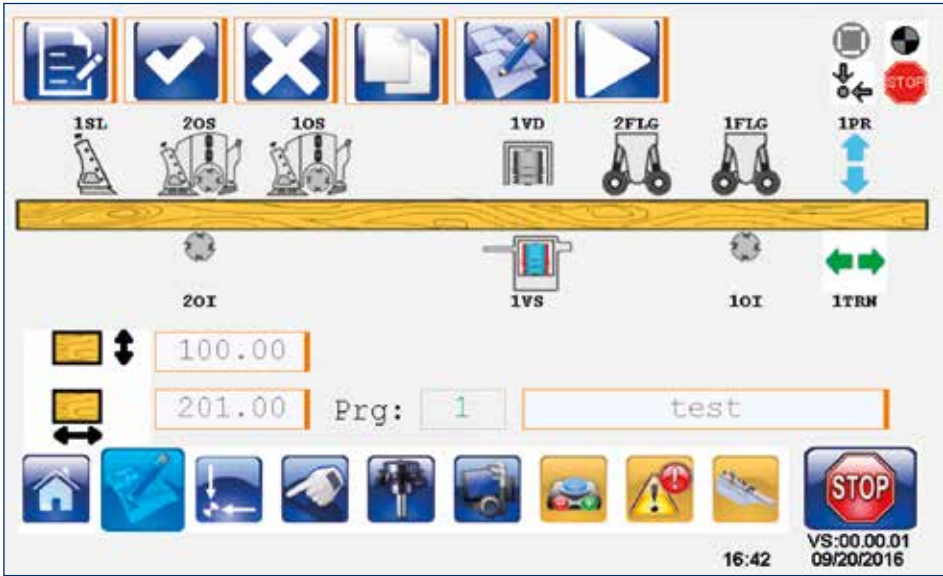 STOP
1SL 2OS 1OS 1VD 2FLG 1FLG 1PR
2OI 1VS 1OI 1TRN
100.00
201.00 Prg: 1 test
STOP
VS:00.00.01
16:42 09/20/2016